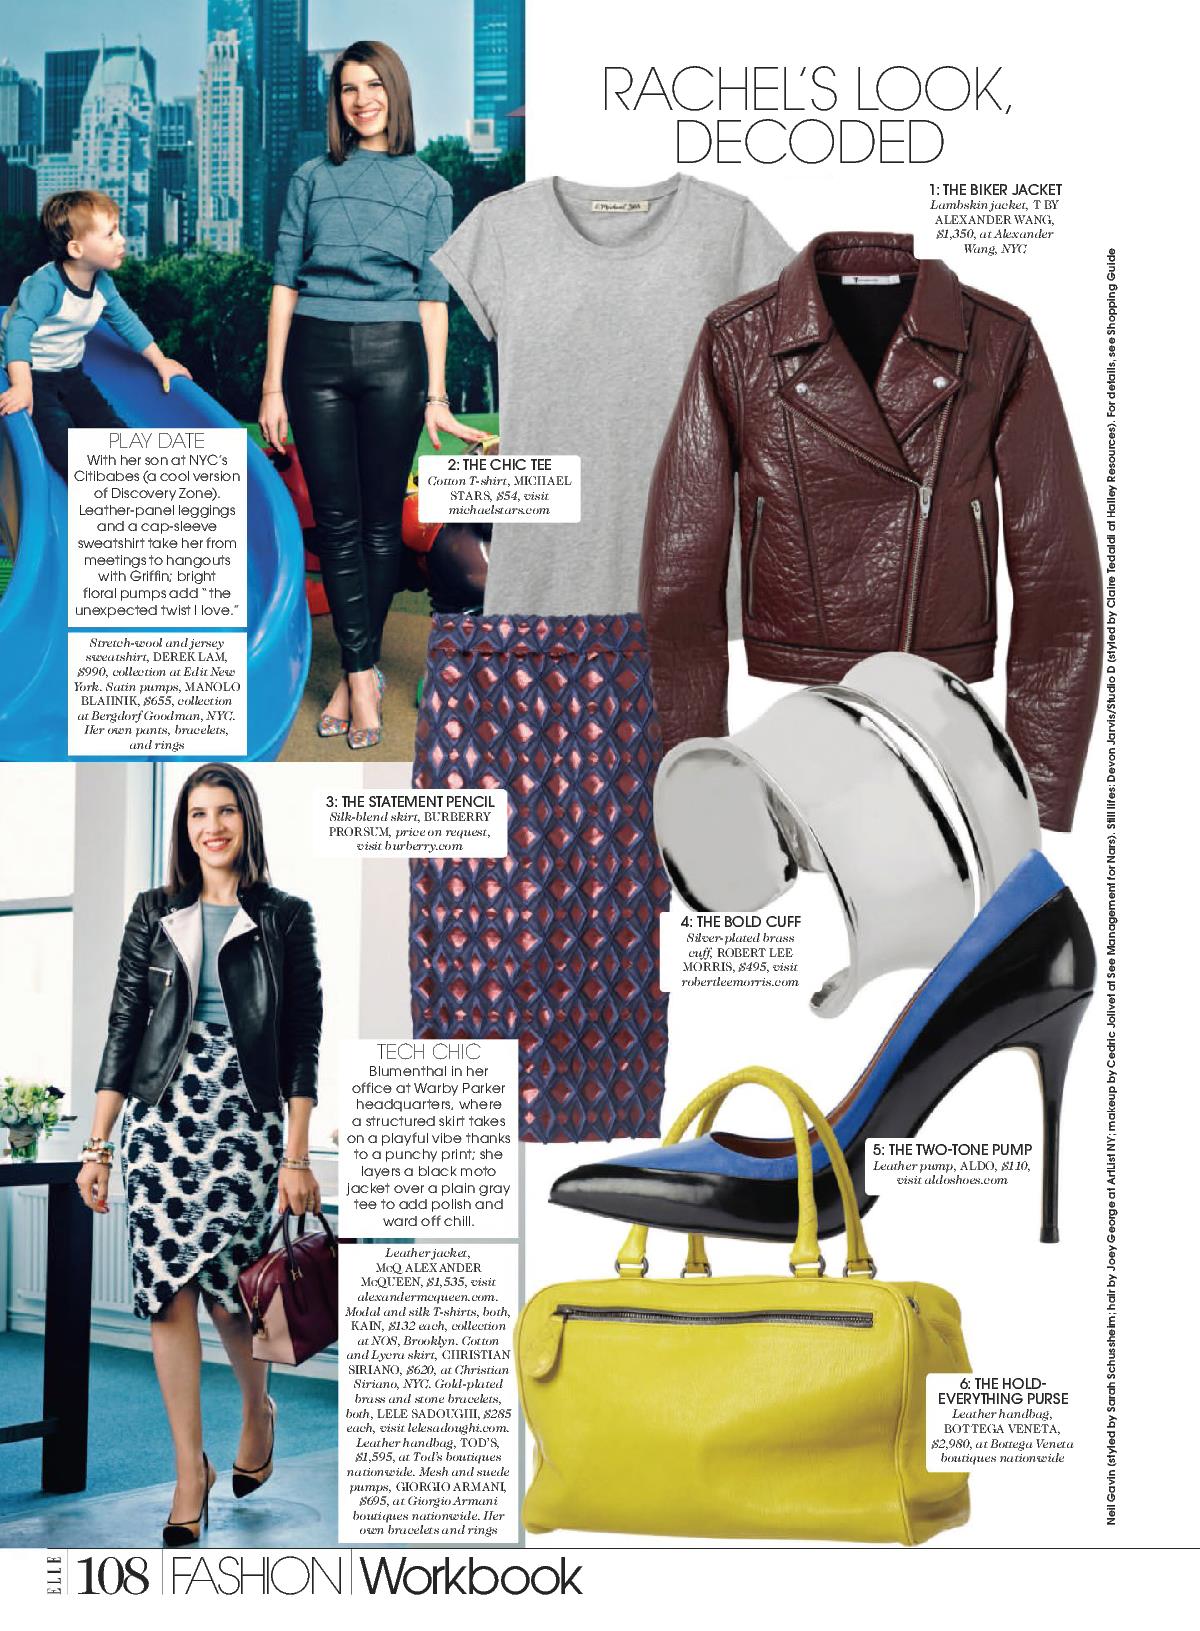 RACHEL'S LOOK,
DECODED
1: THE BIKER JACKET
Lambskin jacket, T BY
ALEXANDER WANG,
$1,350, at Alexander
Wang, NYC
2: THE CHIC TEE
Cotton T-shirt, MICHAEL
STARS, $54, visit
michaelstars.com
PLAY DATE
With her son at NYC's
Citibabes (a cool version
of Discovery Zone).
Leather-panel leggings
and a cap-sleeve
sweatshirt take her from
meetings to hangouts
with Griffin; bright
floral pumps add "the
unexpected twist I love."
Stretch-wool and jersey
sweatshirt, DEREK LAM,
$990, collection at Edit New
York. Satin pumps, MANOLO
BLAHNIK, $655, collection
at Bergdorf Goodman, NYC.
Her own pants, bracelets,
and rings
3: THE STATEMENT PENCIL
Silk-blend skirt, BURBERRY
PRORSUM, price on request,
visit burberry.com
4: THE BOLD CUFF
Silver-plated brass
cuff, ROBERT LEE
MORRIS, $495, visit
robertleemorris.com
TECH CHIC
Blumenthal in her
office at Warby Parker
headquarters, where
a structured skirt takes
on a playful vibe thanks
to a punchy print; she
layers a black moto
jacket over a plain gray
tee to add polish and
ward off chill.
Leather jacket,
McQ ALEXANDER
McQUEEN, $1,535, visit
alexandermcqueen.com.
Modal and silk T-shirts, both,
KAIN, $132 each, collection
at NOS, Brooklyn. Cotton
and Lycra skirt, CHRISTIAN
SIRIANO, $620, at Christian
Siriano, NYC. Gold-plated
brass and stone bracelets,
both, LELE SADOUGHI, $285
each, visit lelesadoughi.com.
Leather handbag, TOD'S,
$1,595, at Tod's boutiques
nationwide. Mesh and suede
pumps, GIORGIO ARMANI,
$695, at Giorgio Armani
boutiques nationwide. Her
own bracelets and rings
5: THE TWO-TONE PUMP
Leather pump, ALDO, $110,
visit aldoshoes.com
6: THE HOLD-
EVERYTHING PURSE
Leather handbag,
BOTTEGA VENETA,
$2,980, at Bottega Veneta
boutiques nationwide
Neil Gavin (styled by Sarah Schussheim; hair by Joey George at ArtList NY; makeup by Cedric Jolivet at See Management for Nars). Still lifes: Devon Jarvis/Studio D (styled by Claire Tedaldi at Halley Resources). For details, see Shopping Guide
ELLE 108 FASHION Workbook